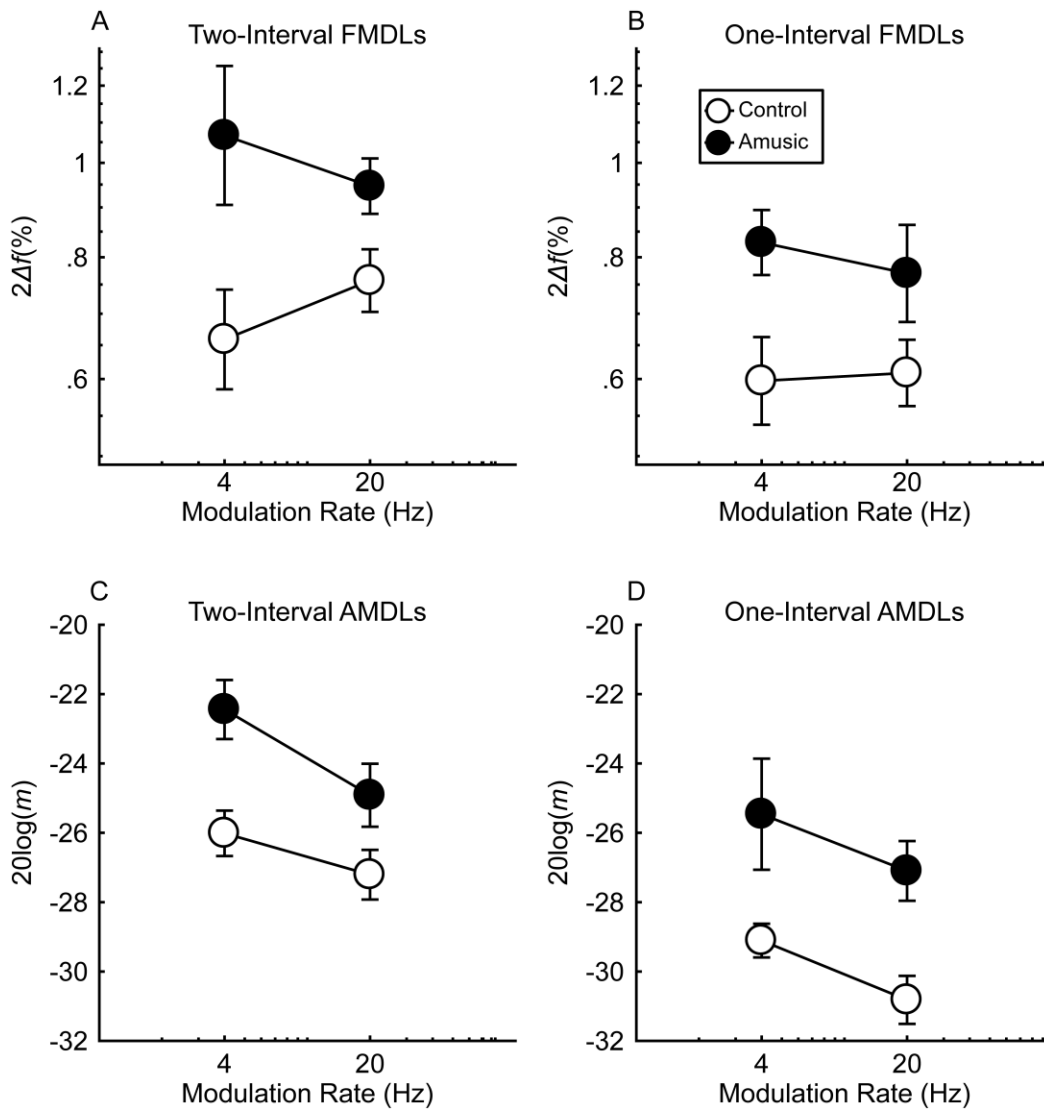 A
Two-Interval FMDLs
1.2
1
.8
.6
2Δf(%)
4
20
Modulation Rate (Hz)
B
One-Interval FMDLs
Control
Amusic
1.2
1
.8
.6
2Δf(%)
4
20
Modulation Rate (Hz)
C
Two-Interval AMDLs
-20
-22
-24
-26
-28
-30
-32
20log(m)
4
20
Modulation Rate (Hz)
D
One-Interval AMDLs
-20
-22
-24
-26
-28
-30
-32
20log(m)
4
20
Modulation Rate (Hz)